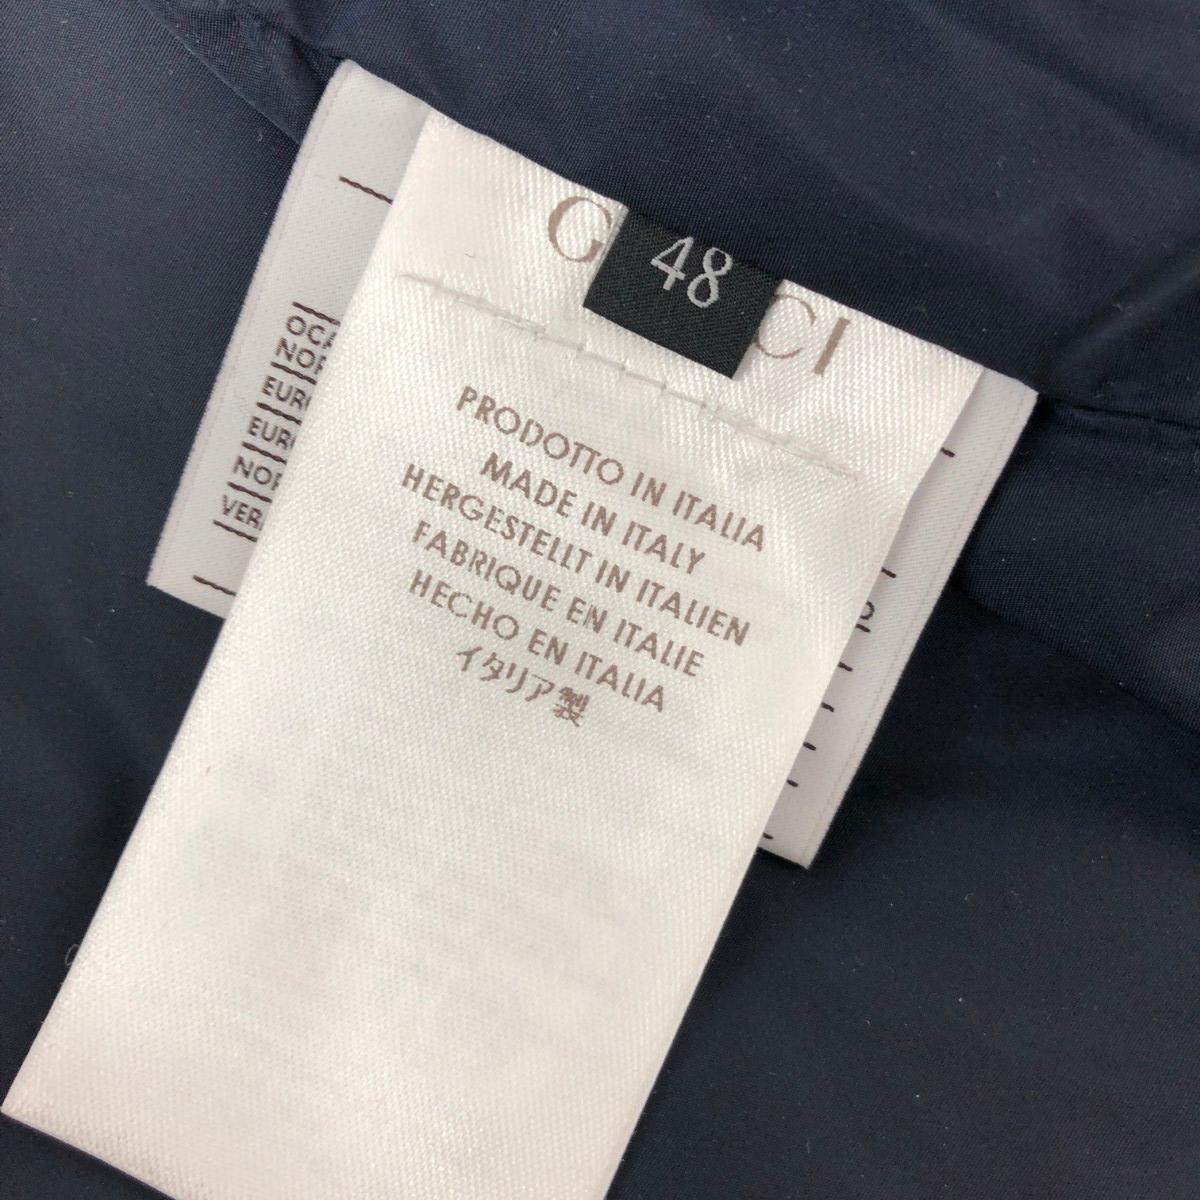 G CI
48
PRODOTTO IN ITALIA
MADE IN ITALY
HERGESTELLT IN ITALIEN
FABRIQUE EN ITALIE
HECHO EN ITALIA
イタリア製